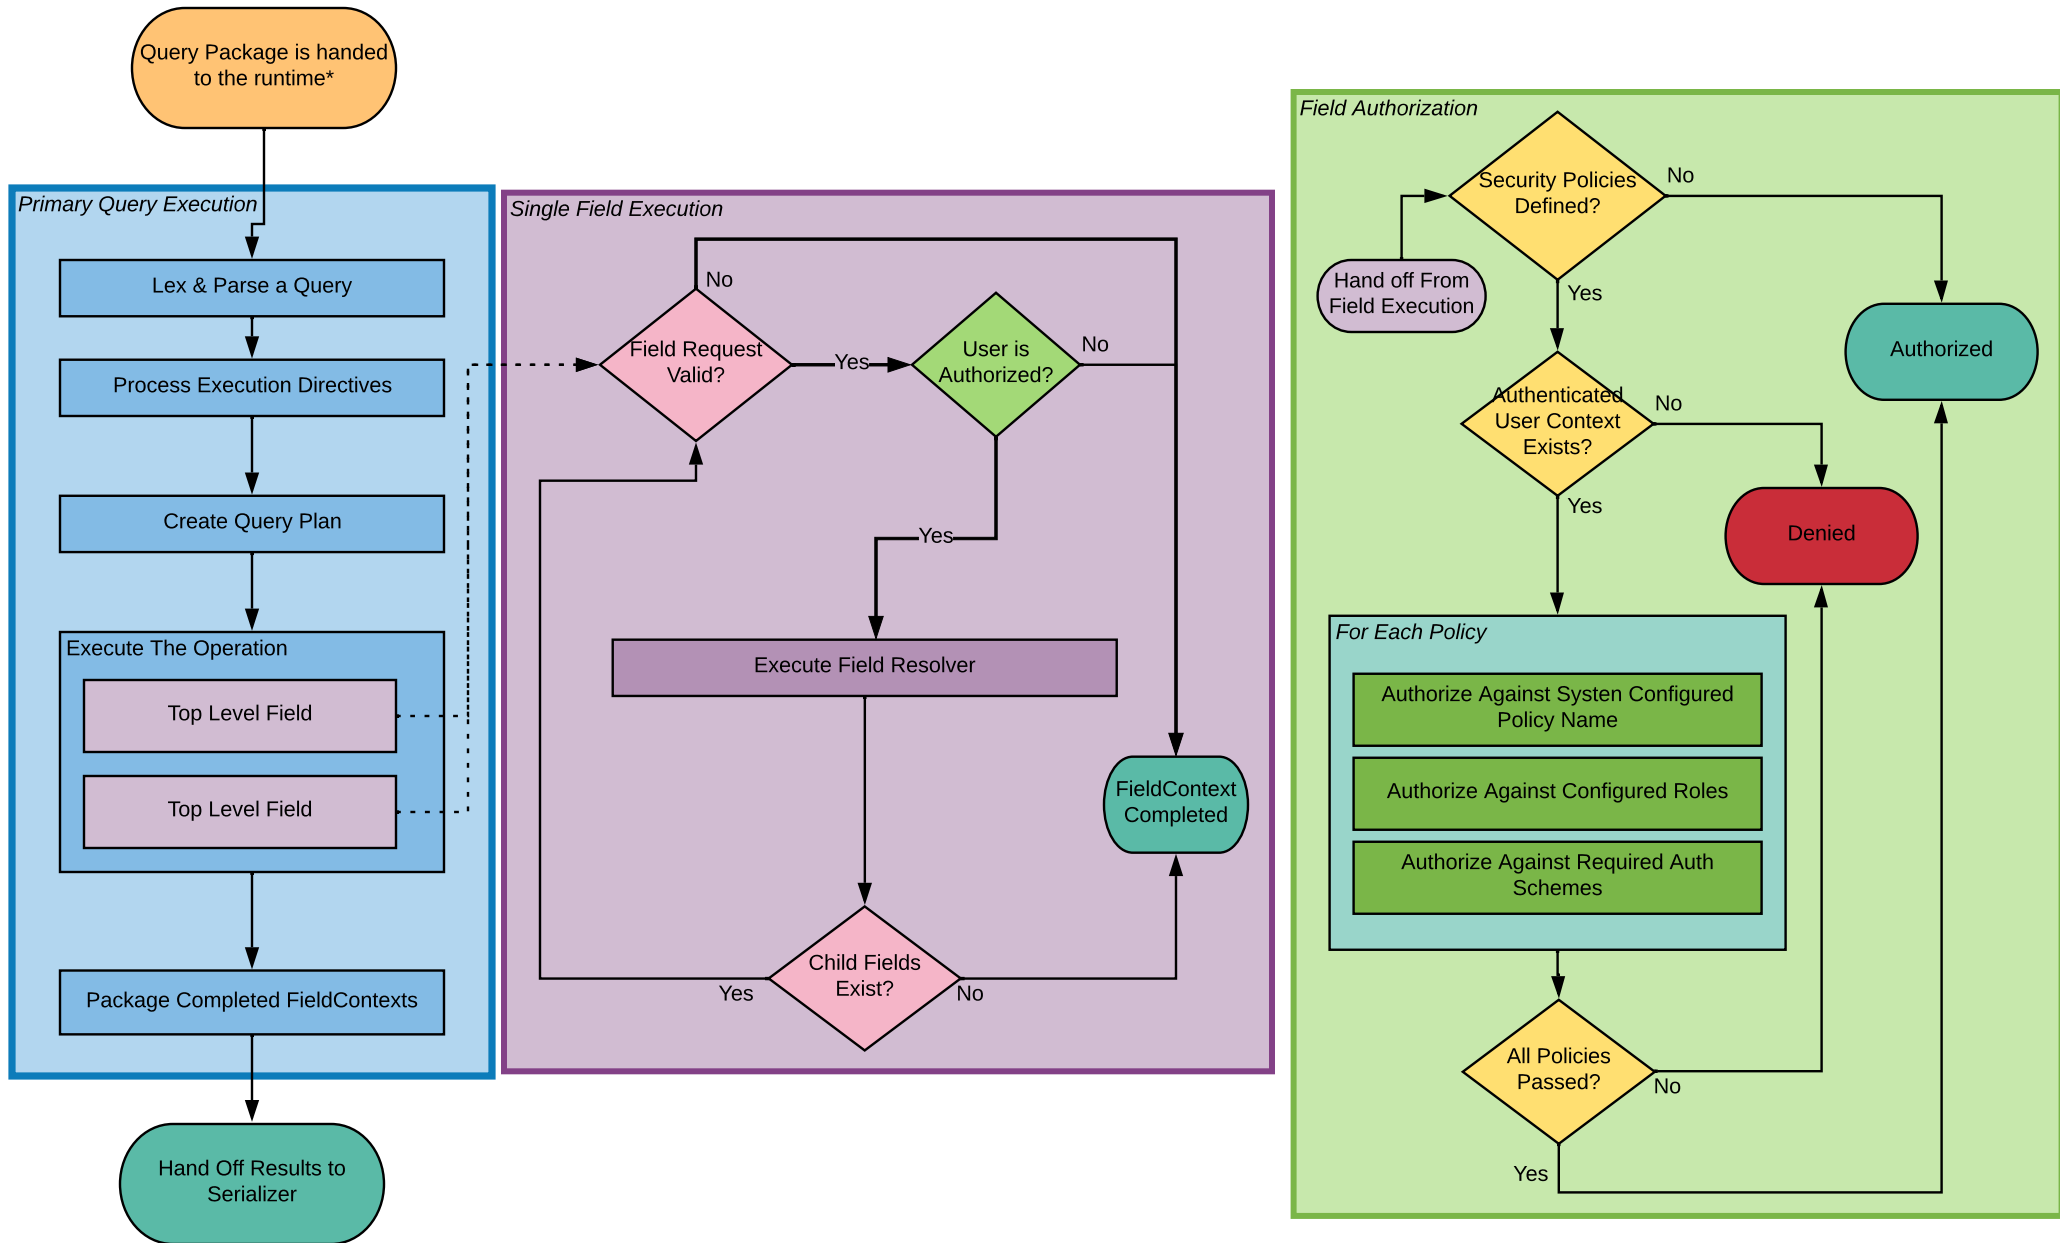 Query Package is handed
to the runtime*
Primary Query Execution
Lex & Parse a Query
Process Execution Directives
Create Query Plan
Execute The Operation
Top Level Field
Top Level Field
Package Completed FieldContexts
Hand Off Results to
Serializer
Single Field Execution
No
Field Request
Valid?
Yes
User is
Authorized?
No
Yes
Execute Field Resolver
FieldContext
Completed
Child Fields
Exist?
Yes
No
Field Authorization
Security Policies
Defined?
No
Hand off From
Field Execution
Yes
Authorized
Authenticated
User Context
Exists?
No
Yes
Denied
For Each Policy
Authorize Against Systen Configured
Policy Name
Authorize Against Configured Roles
Authorize Against Required Auth
Schemes
All Policies
Passed?
No
Yes